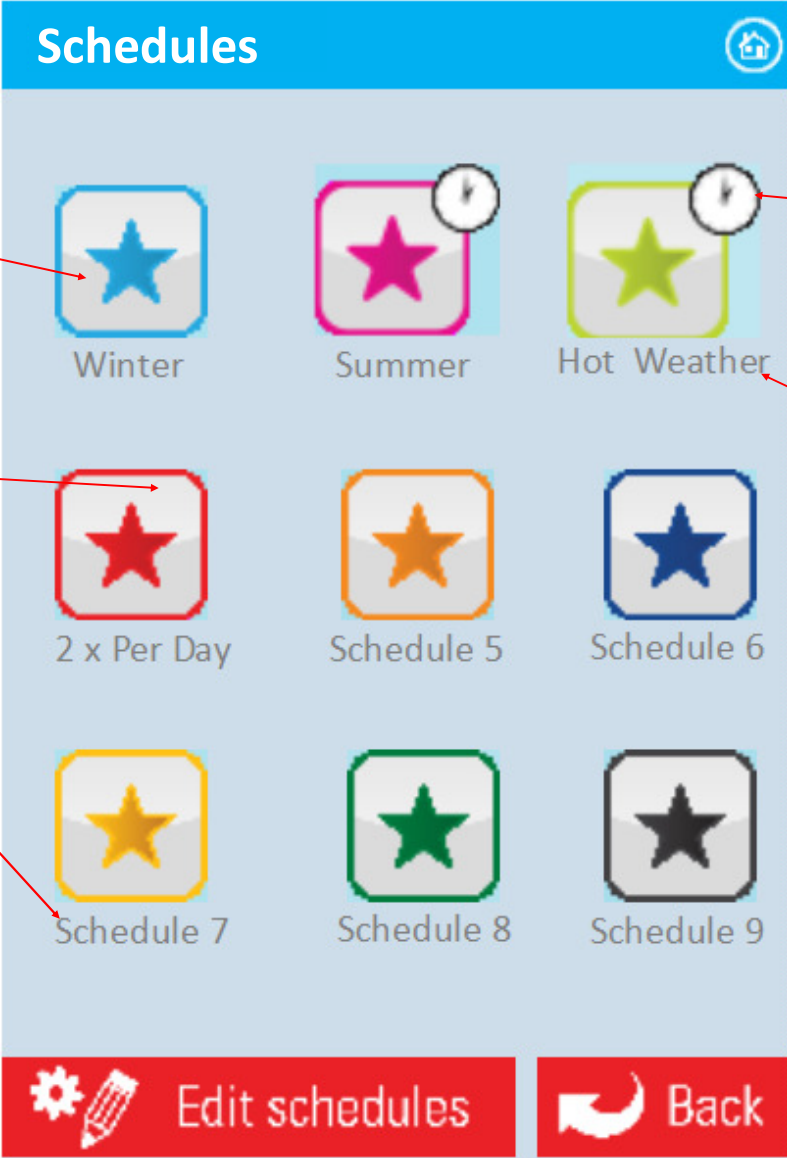 Schedules
Winter
Summer
Hot Weather
2 x Per Day
Schedule 5
Schedule 6
Schedule 7
Schedule 8
Schedule 9
Edit schedules
Back